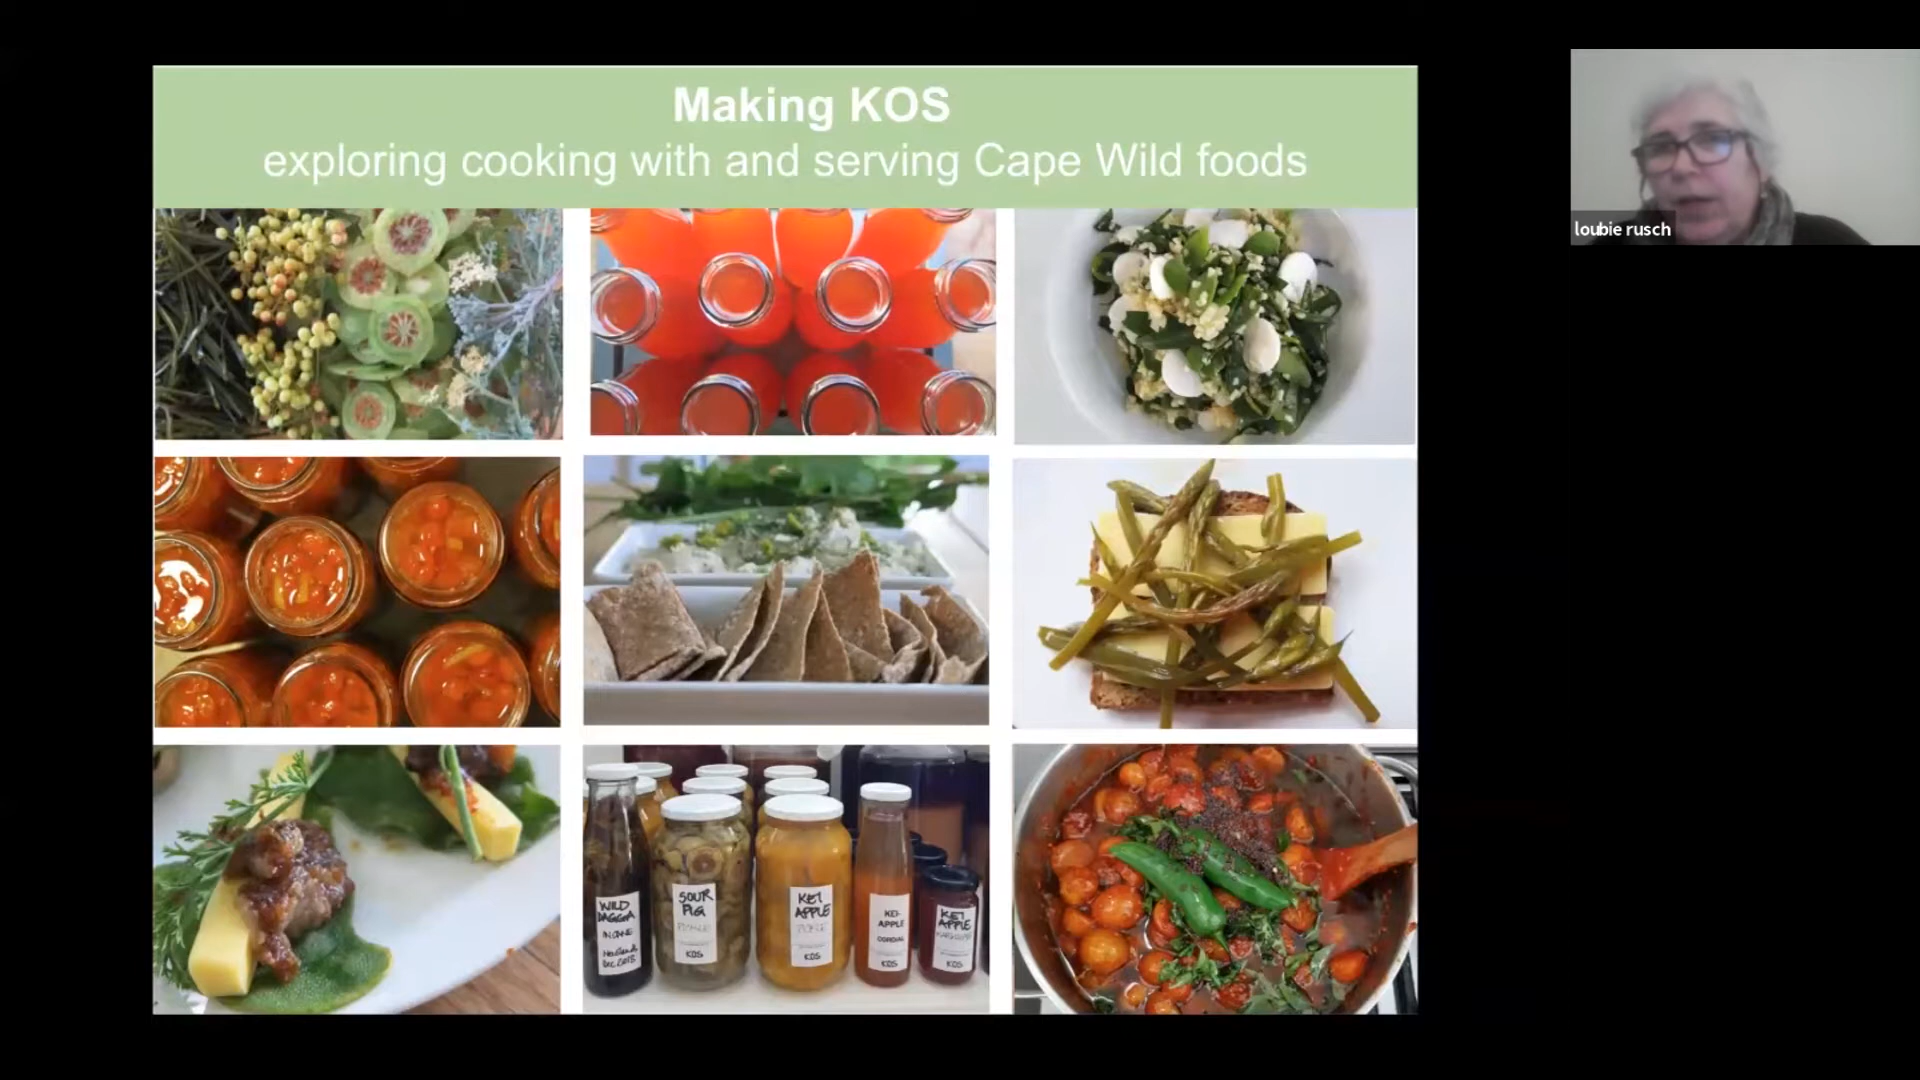 Making KOS
exploring cooking with and serving Cape Wild foods
loubie rusch
WILD
DAGGA
SOUR
FIG
KOS
KEI
APPLE
KOS
KEI-
APPLE
CORDIAL
KOS
KEI
APPLE
KOS